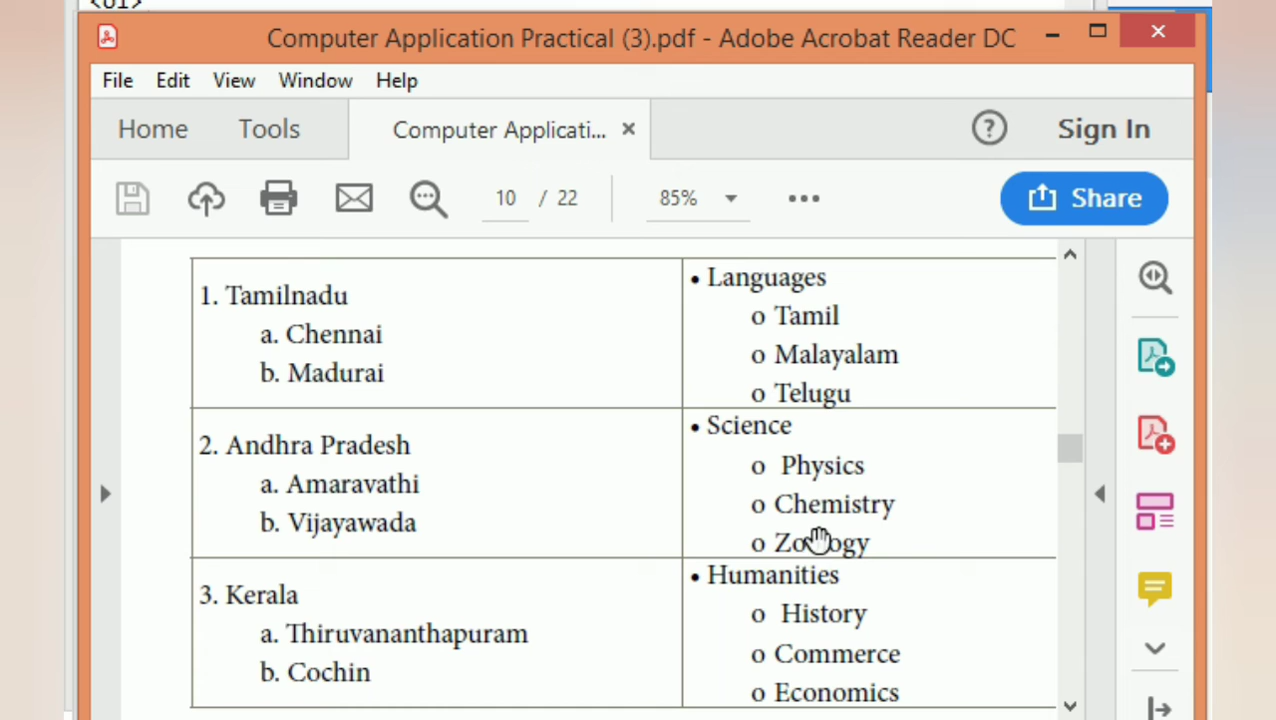 <Ol>
Computer Application Practical (3).pdf - Adobe Acrobat Reader DC
File Edit View Window Help
Home Tools Computer Applicati... Sign In
10 / 22 85% Share
1. Tamilnadu
a. Chennai
b. Madurai
• Languages
o Tamil
o Malayalam
o Telugu
2. Andhra Pradesh
a. Amaravathi
b. Vijayawada
• Science
o Physics
o Chemistry
o Zoology
3. Kerala
a. Thiruvananthapuram
b. Cochin
• Humanities
o History
o Commerce
o Economics